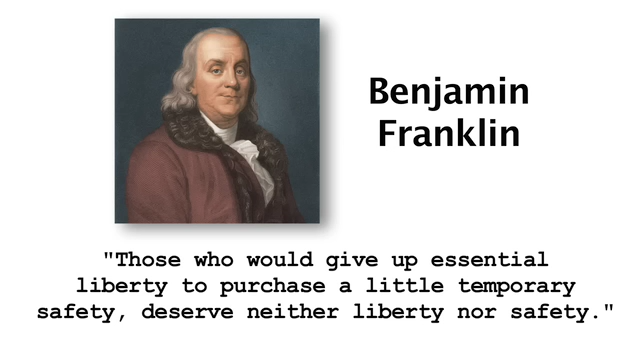 Benjamin
Franklin
"Those who would give up essential
liberty to purchase a little temporary
safety, deserve neither liberty nor safety."